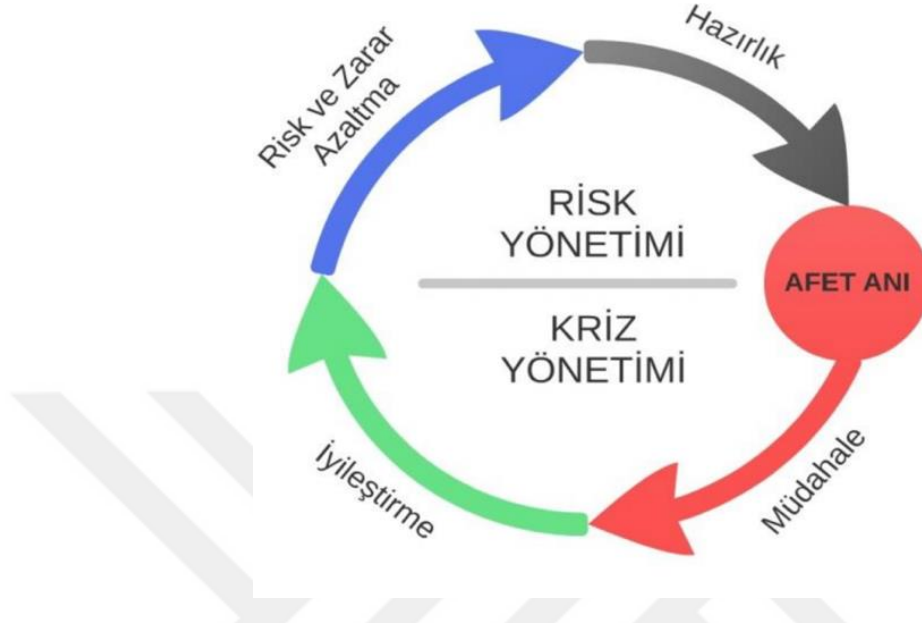 Risk ve Zarar
Azaltma
Hazırlık
RİSK
YÖNETİMİ
AFET ANI
KRİZ
YÖNETİMİ
İyileştirme
Müdahale